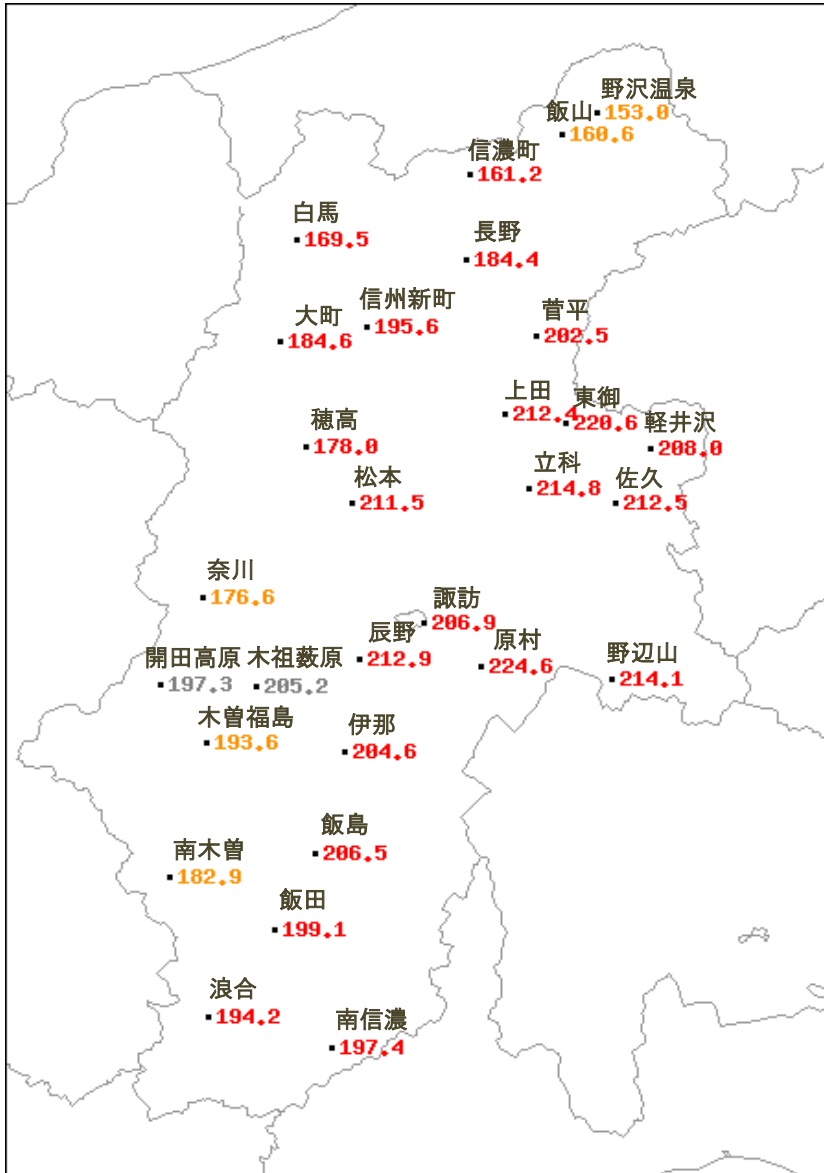 野沢温泉
153.0
飯山
160.6
信濃町
161.2
白馬
169.5
長野
184.4
信州新町
195.6
大町
184.6
菅平
202.5
上田
212.4
東御
220.6
軽井沢
208.0
穂高
178.0
松本
211.5
立科
214.8
佐久
212.5
奈川
176.6
諏訪
206.9
辰野
212.9
原村
224.6
野辺山
214.1
開田高原
197.3
木祖薮原
205.2
木曽福島
193.6
伊那
204.6
飯島
206.5
南木曽
182.9
飯田
199.1
浪合
194.2
南信濃
197.4